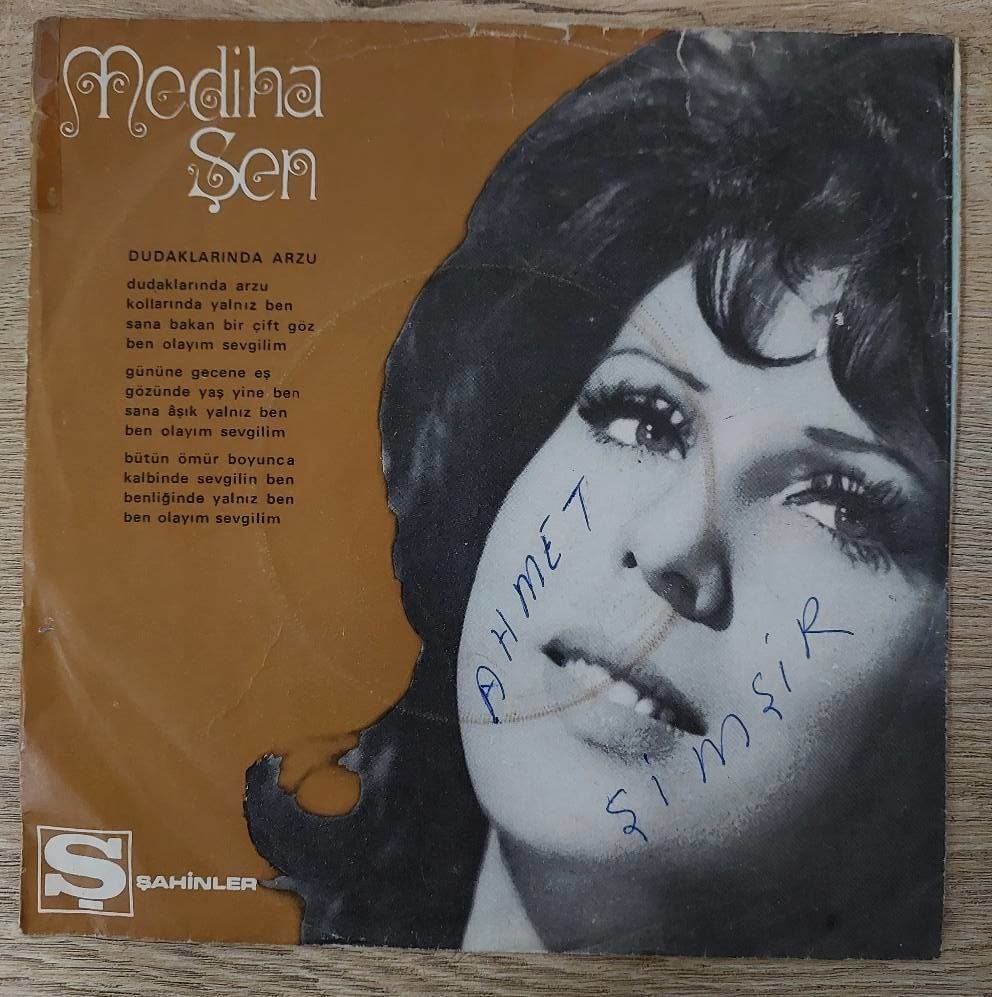 Mediha
Şen
DUDAKLARINDA ARZU
dudaklarında arzu
kollarında yalnız ben
sana bakan bir çift göz
ben olayım sevgilim
gününe gecene eş
gözünde yaş yine ben
sana âşık yalnız ben
ben olayım sevgilim
bütün ömür boyunca
kalbinde sevgilin ben
benliğinde yalnız ben
ben olayım sevgilim
AHMET
ŞİMŞİR
Ş
ŞAHİNLER